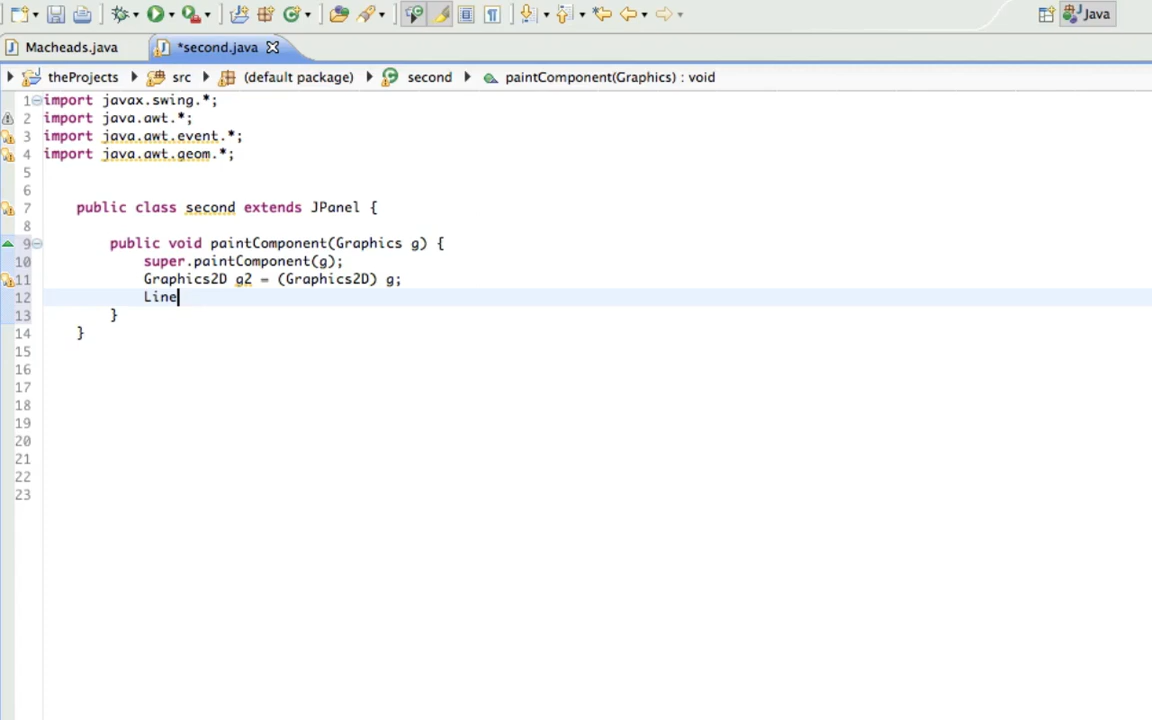 Java
Macheads.java
*second.java
theProjects src (default package) second paintComponent(Graphics) : void
1 import javax.swing.*;
2 import java.awt.*;
3 import java.awt.event.*;
4 import java.awt.geom.*;
5
6
7 public class second extends JPanel {
8
9 public void paintComponent(Graphics g) {
10 super.paintComponent(g);
11 Graphics2D g2 = (Graphics2D) g;
12 Line
13 }
14 }
15
16
17
18
19
20
21
22
23